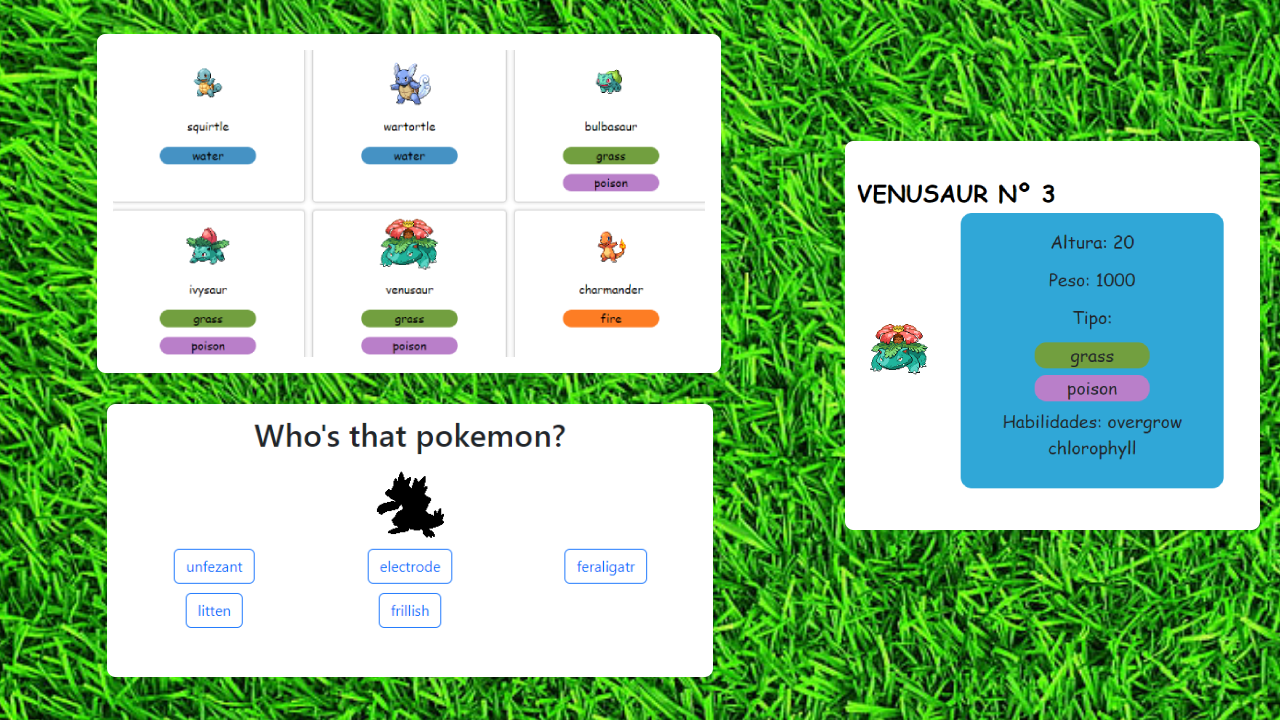 squirtle
water
wartortle
water
bulbasaur
grass
poison
ivysaur
grass
poison
venusaur
grass
poison
charmander
fire
Who's that pokemon?
unfezant
electrode
feraligatr
litten
frillish
VENUSAUR Nº 3
Altura: 20
Peso: 1000
Tipo:
grass
poison
Habilidades: overgrow
chlorophyll